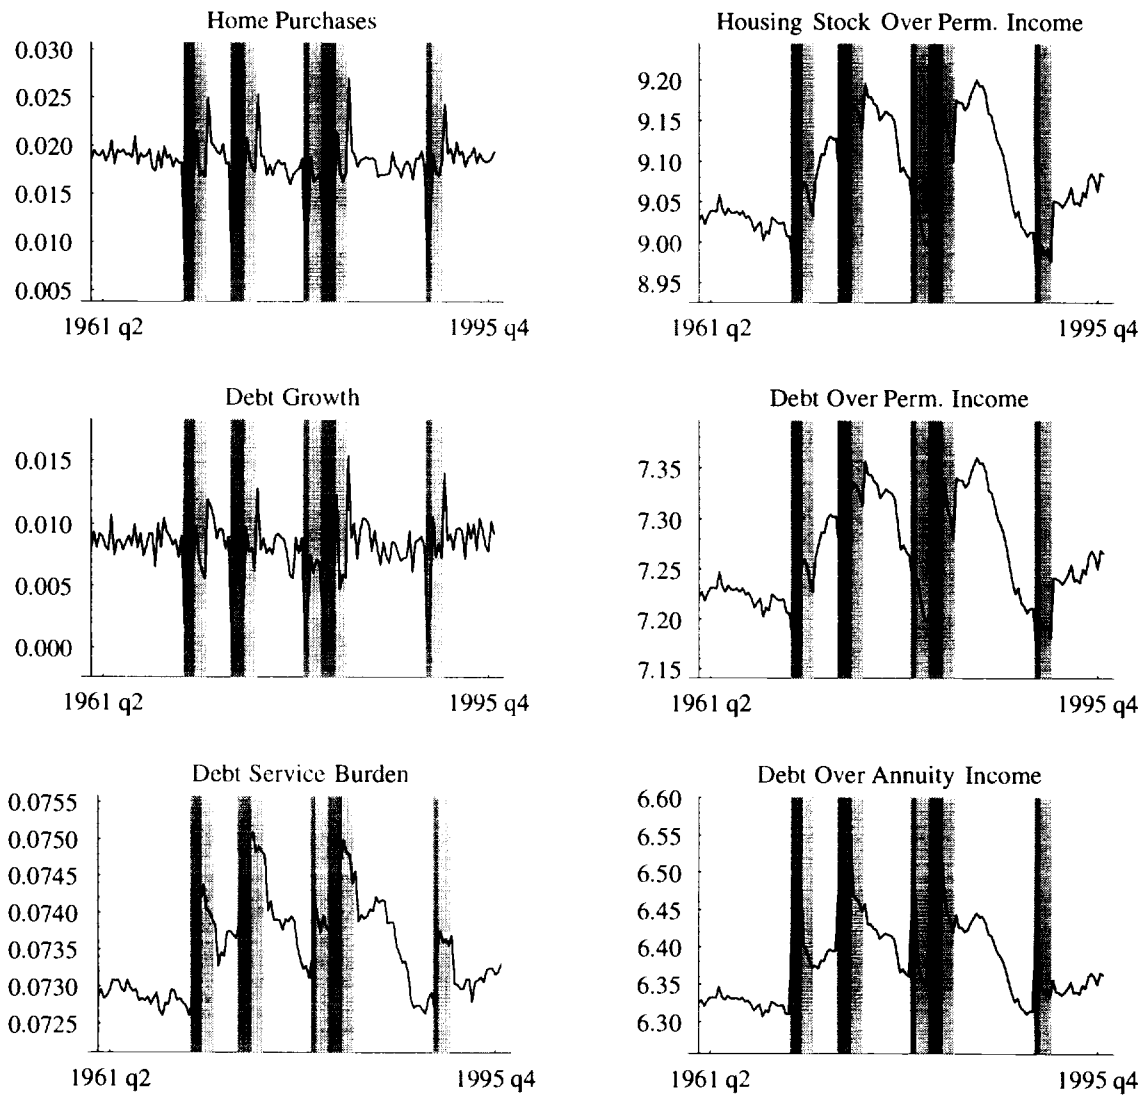 Home Purchases
0.030
0.025
0.020
0.015
0.010
0.005
1961 q2
1995 q4
Housing Stock Over Perm. Income
9.20
9.15
9.10
9.05
9.00
8.95
1961 q2
1995 q4
Debt Growth
0.015
0.010
0.005
0.000
1961 q2
1995 q4
Debt Over Perm. Income
7.35
7.30
7.25
7.20
7.15
1961 q2
1995 q4
Debt Service Burden
0.0755
0.0750
0.0745
0.0740
0.0735
0.0730
0.0725
1961 q2
1995 q4
Debt Over Annuity Income
6.60
6.55
6.50
6.45
6.40
6.35
6.30
1961 q2
1995 q4